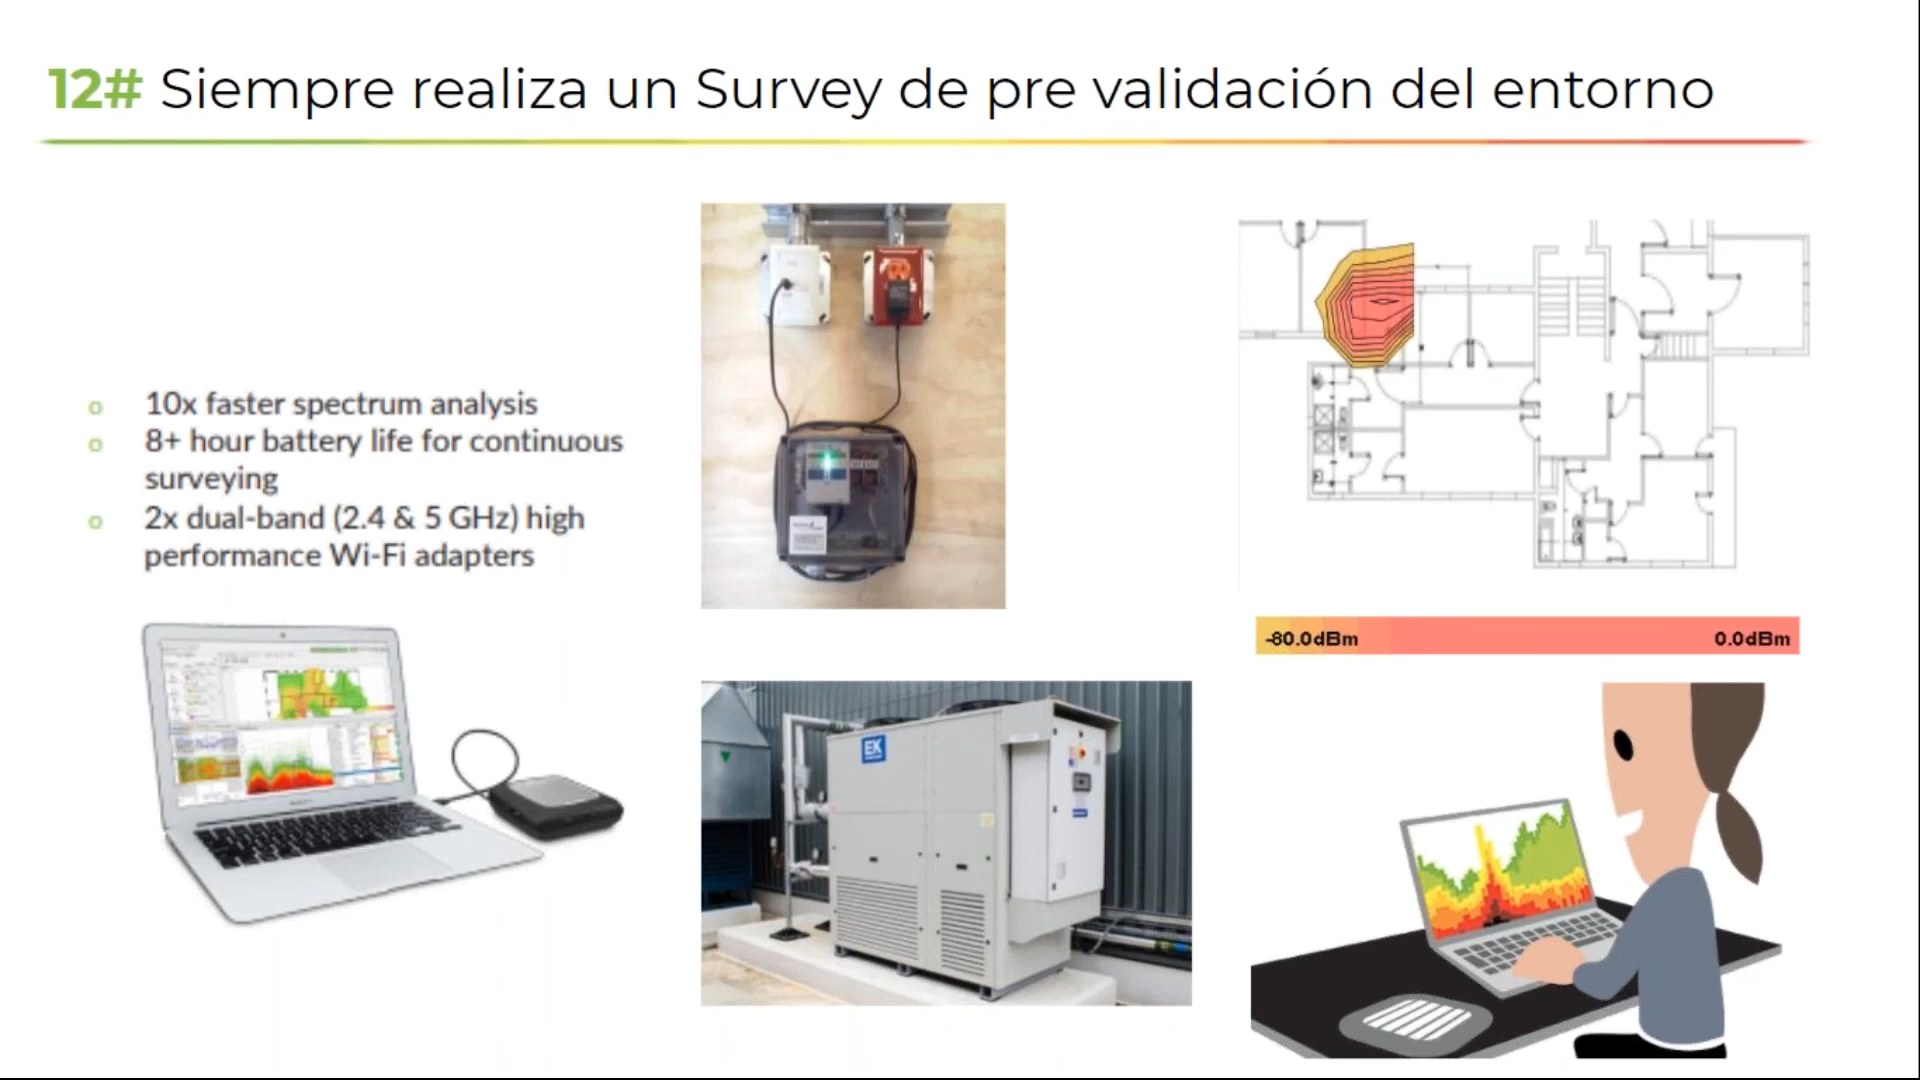 12# Siempre realiza un Survey de pre validación del entorno
o 10x faster spectrum analysis
o 8+ hour battery life for continuous
surveying
o 2x dual-band (2.4 & 5 GHz) high
performance Wi-Fi adapters
-80.0dBm 0.0dBm
EK